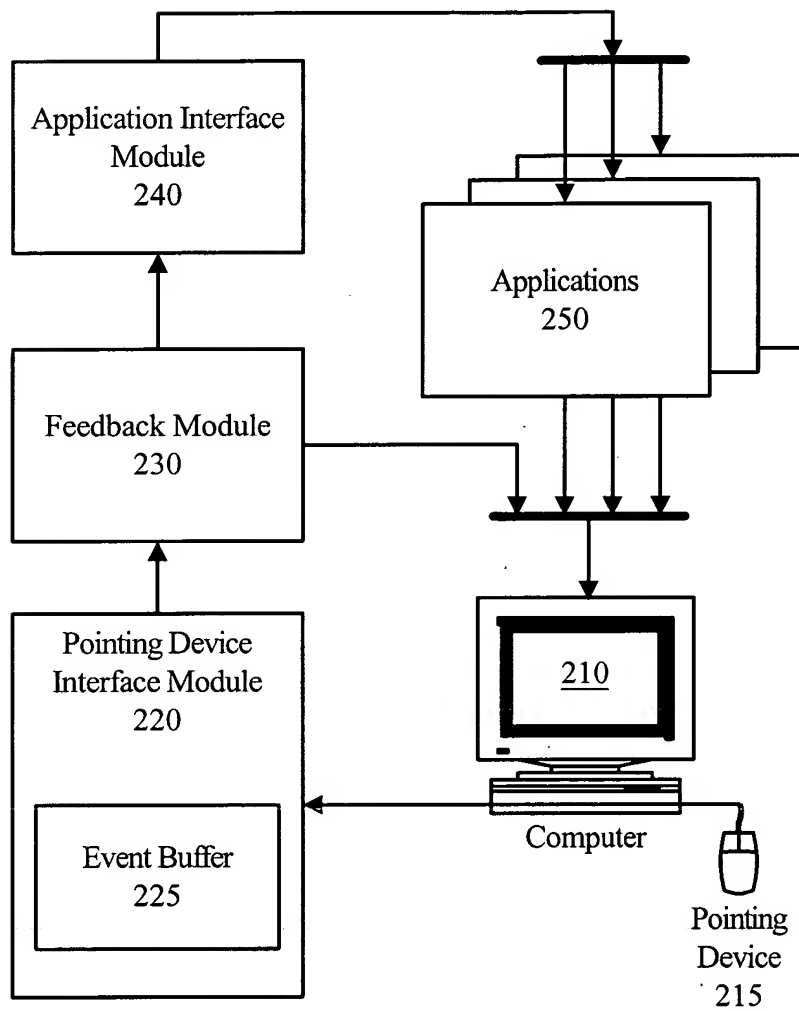 Application Interface
Module
240
Applications
250
Feedback Module
230
Pointing Device
Interface Module
220
210
Event Buffer
225
Computer
Pointing
Device
215